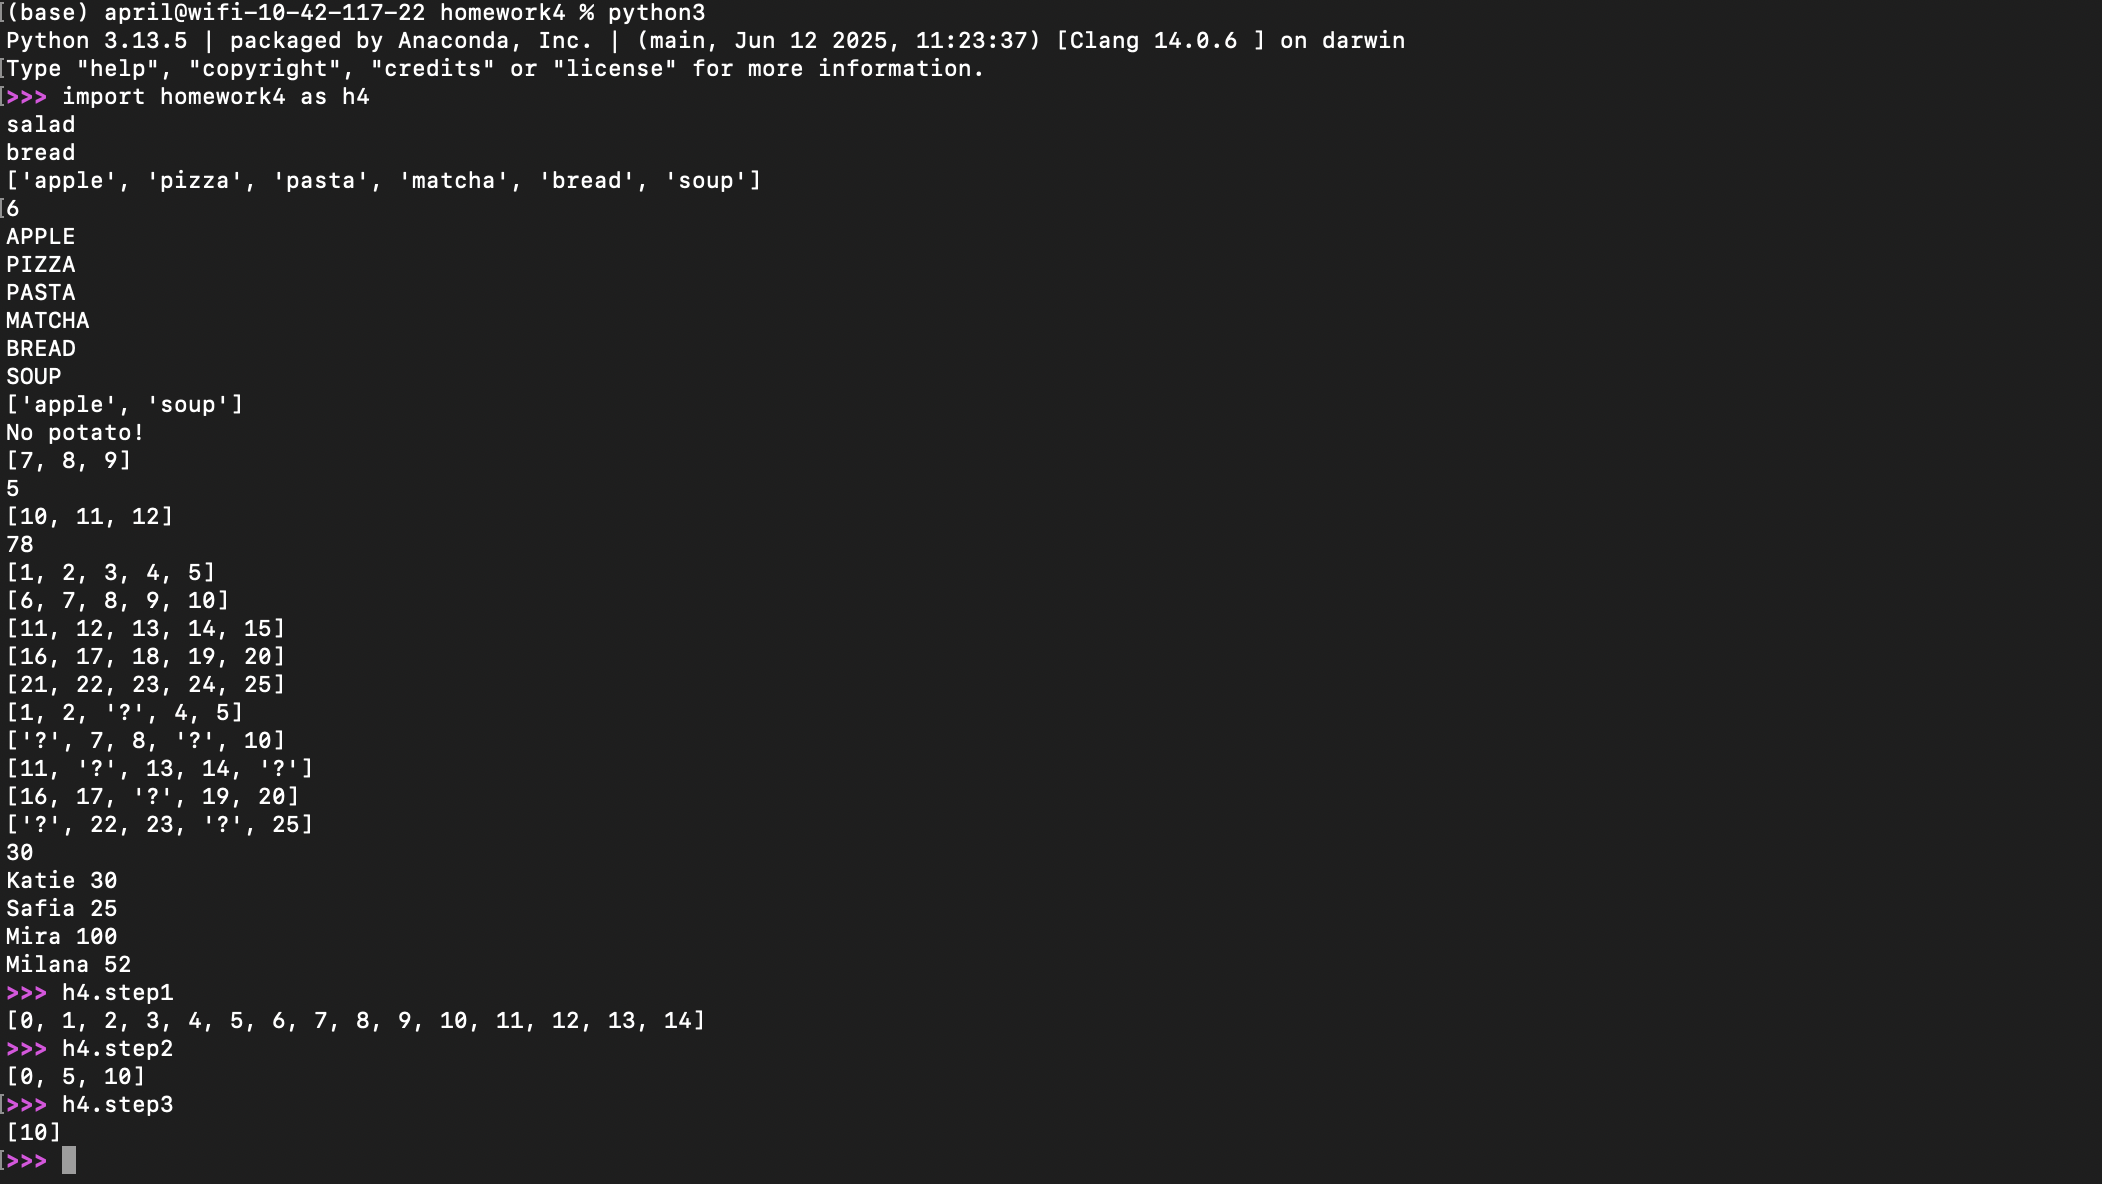 (base) april@wifi-10-42-117-22 homework4 % python3
Python 3.13.5 | packaged by Anaconda, Inc. | (main, Jun 12 2025, 11:23:37) [Clang 14.0.6 ] on darwin
[Type "help", "copyright", "credits" or "license" for more information.
[>>> import homework4 as h4
salad
bread
['apple', 'pizza', 'pasta', 'matcha', 'bread', 'soup']
[6
APPLE
PIZZA
PASTA
MATCHA
BREAD
SOUP
['apple', 'soup']
No potato!
[7, 8, 9]
5
[10, 11, 12]
78
[1, 2, 3, 4, 5]
[6, 7, 8, 9, 10]
[11, 12, 13, 14, 15]
[16, 17, 18, 19, 20]
[21, 22, 23, 24, 25]
[1, 2, '?', 4, 5]
['?', 7, 8, '?', 10]
[11, '?', 13, 14, '?']
[16, 17, '?', 19, 20]
['?', 22, 23, '?', 25]
30
Katie 30
Safia 25
Mira 100
Milana 52
>>> h4.step1
[0, 1, 2, 3, 4, 5, 6, 7, 8, 9, 10, 11, 12, 13, 14]
>>> h4.step2
[0, 5, 10]
[>>> h4.step3
[10]
[>>>